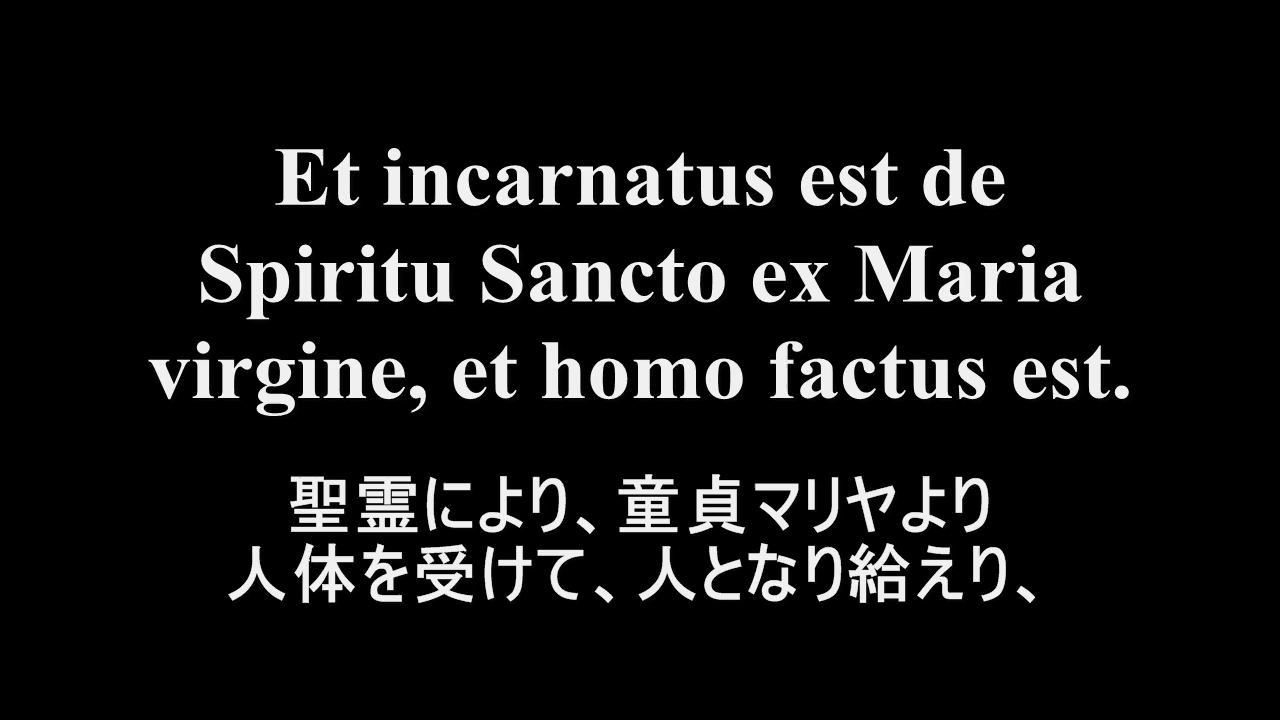 Et incarnatus est de
Spiritu Sancto ex Maria
virgine, et homo factus est.
聖霊により、童貞マリヤより
人体を受けて、人となり給えり、